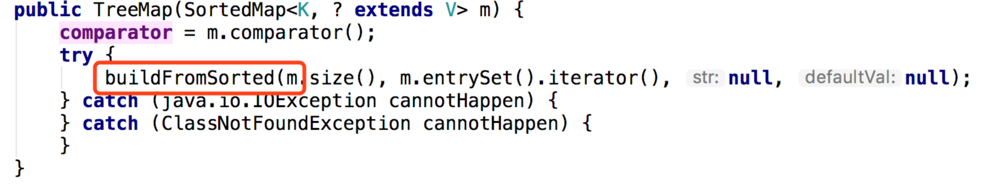 public TreeMap(SortedMap<K, ? extends V> m) {
comparator = m.comparator();
try {
buildFromSorted(m.size(), m.entrySet().iterator(), str: null, defaultVal: null);
} catch (java.io.IOException cannotHappen) {
} catch (ClassNotFoundException cannotHappen) {
}
}